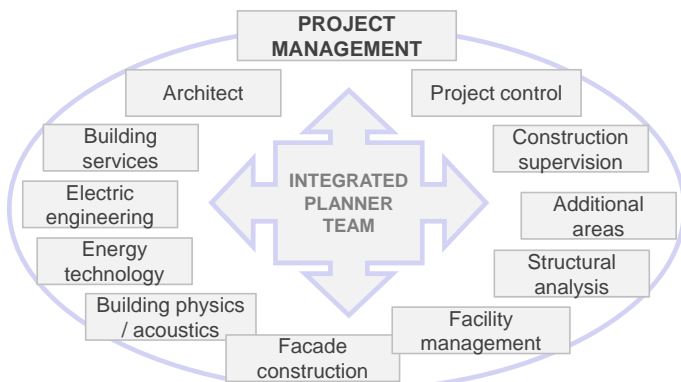 PROJECT
MANAGEMENT
Architect
Project control
Building
services
Construction
supervision
INTEGRATED
PLANNER
TEAM
Electric
engineering
Additional
areas
Energy
technology
Structural
analysis
Building physics
/ acoustics
Facility
management
Facade
construction